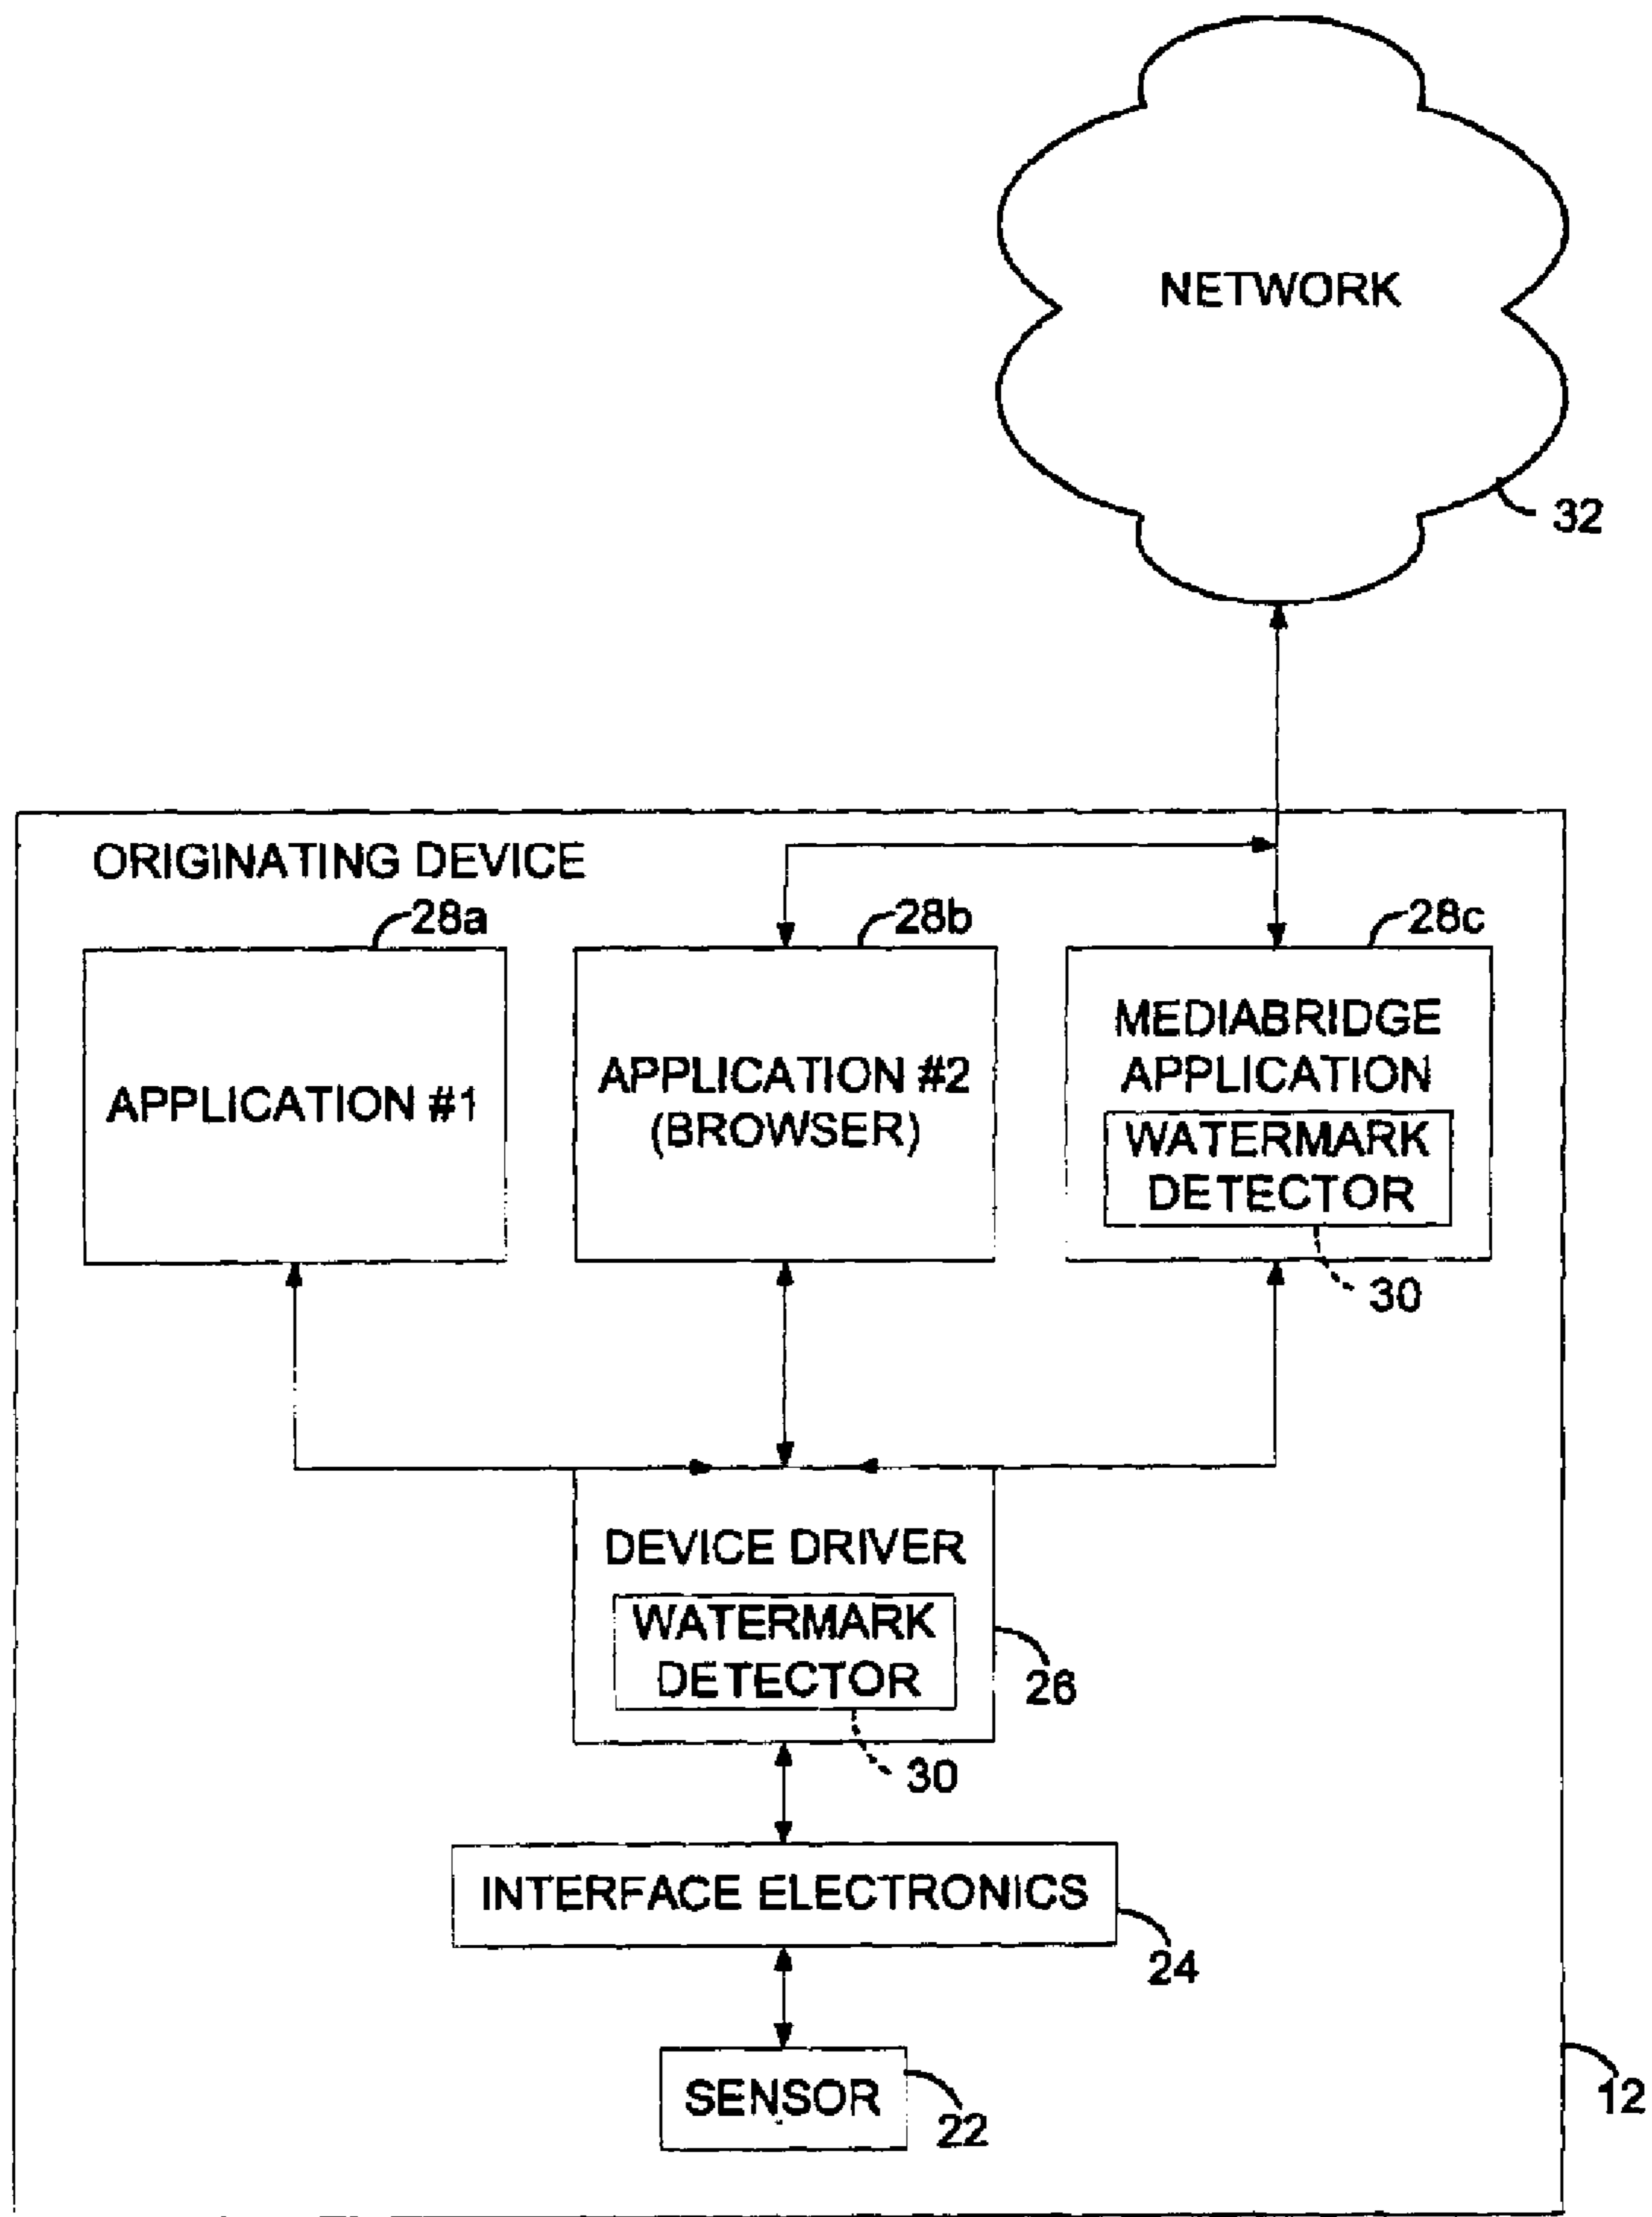 NETWORK
32
ORIGINATING DEVICE
28a
28b
28c
APPLICATION #1
APPLICATION #2
(BROWSER)
MEDIABRIDGE
APPLICATION
WATERMARK
DETECTOR
30
DEVICE DRIVER
WATERMARK
DETECTOR
26
30
INTERFACE ELECTRONICS
24
SENSOR
22
12